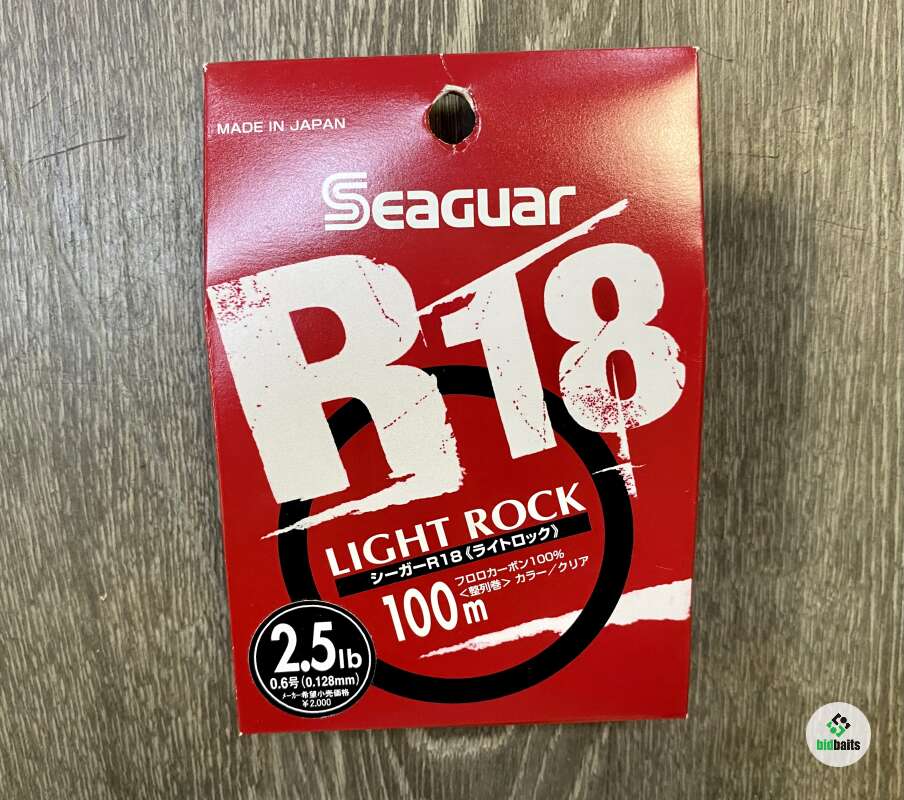 MADE IN JAPAN
Seaguar
R18
LIGHT ROCK
シーガーR18《ライトロック》
フロロカーボン100%
<整列巻> カラー/クリア
100m
2.5lb
0.6号(0.128mm)
メーカー希望小売価格
¥2,000
bidbaits